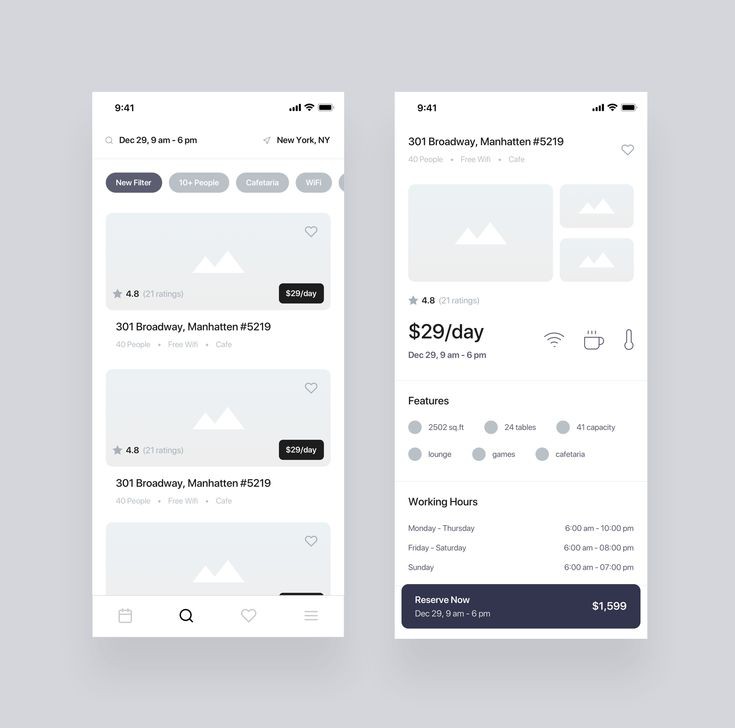 9:41
Dec 29, 9 am - 6 pm
New York, NY
New Filter
10+ People
Cafetaria
WiFi
4.8 (21 ratings)
$29/day
301 Broadway, Manhatten #5219
40 People • Free Wifi • Cafe
4.8 (21 ratings)
$29/day
301 Broadway, Manhatten #5219
40 People • Free Wifi • Cafe
9:41
301 Broadway, Manhatten #5219
40 People • Free Wifi • Cafe
4.8 (21 ratings)
$29/day
Dec 29, 9 am - 6 pm
Features
2502 sq.ft
24 tables
41 capacity
lounge
games
cafetaria
Working Hours
Monday - Thursday 6:00 am - 10:00 pm
Friday - Saturday 6:00 am - 08:00 pm
Sunday 6:00 am - 07:00 pm
Reserve Now
Dec 29, 9 am - 6 pm
$1,599